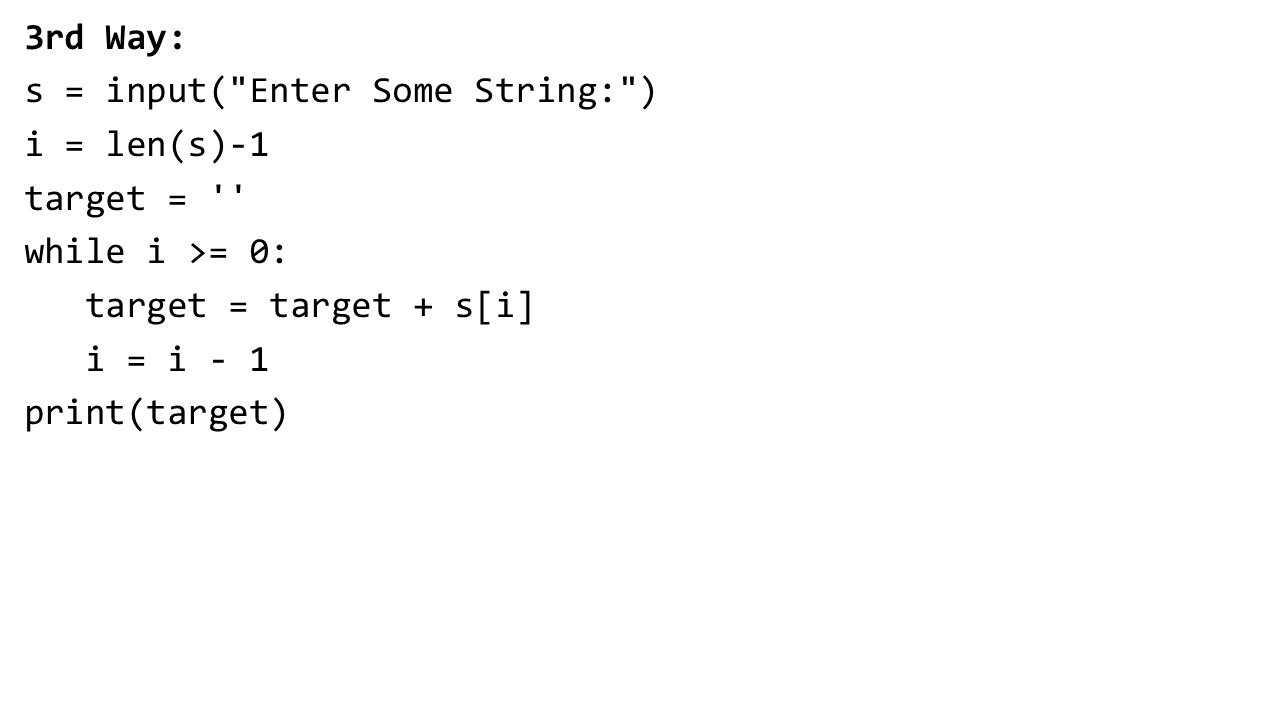 3rd Way:
s = input("Enter Some String:")
i = len(s)-1
target = ''
while i >= 0:
   target = target + s[i]
   i = i - 1
print(target)